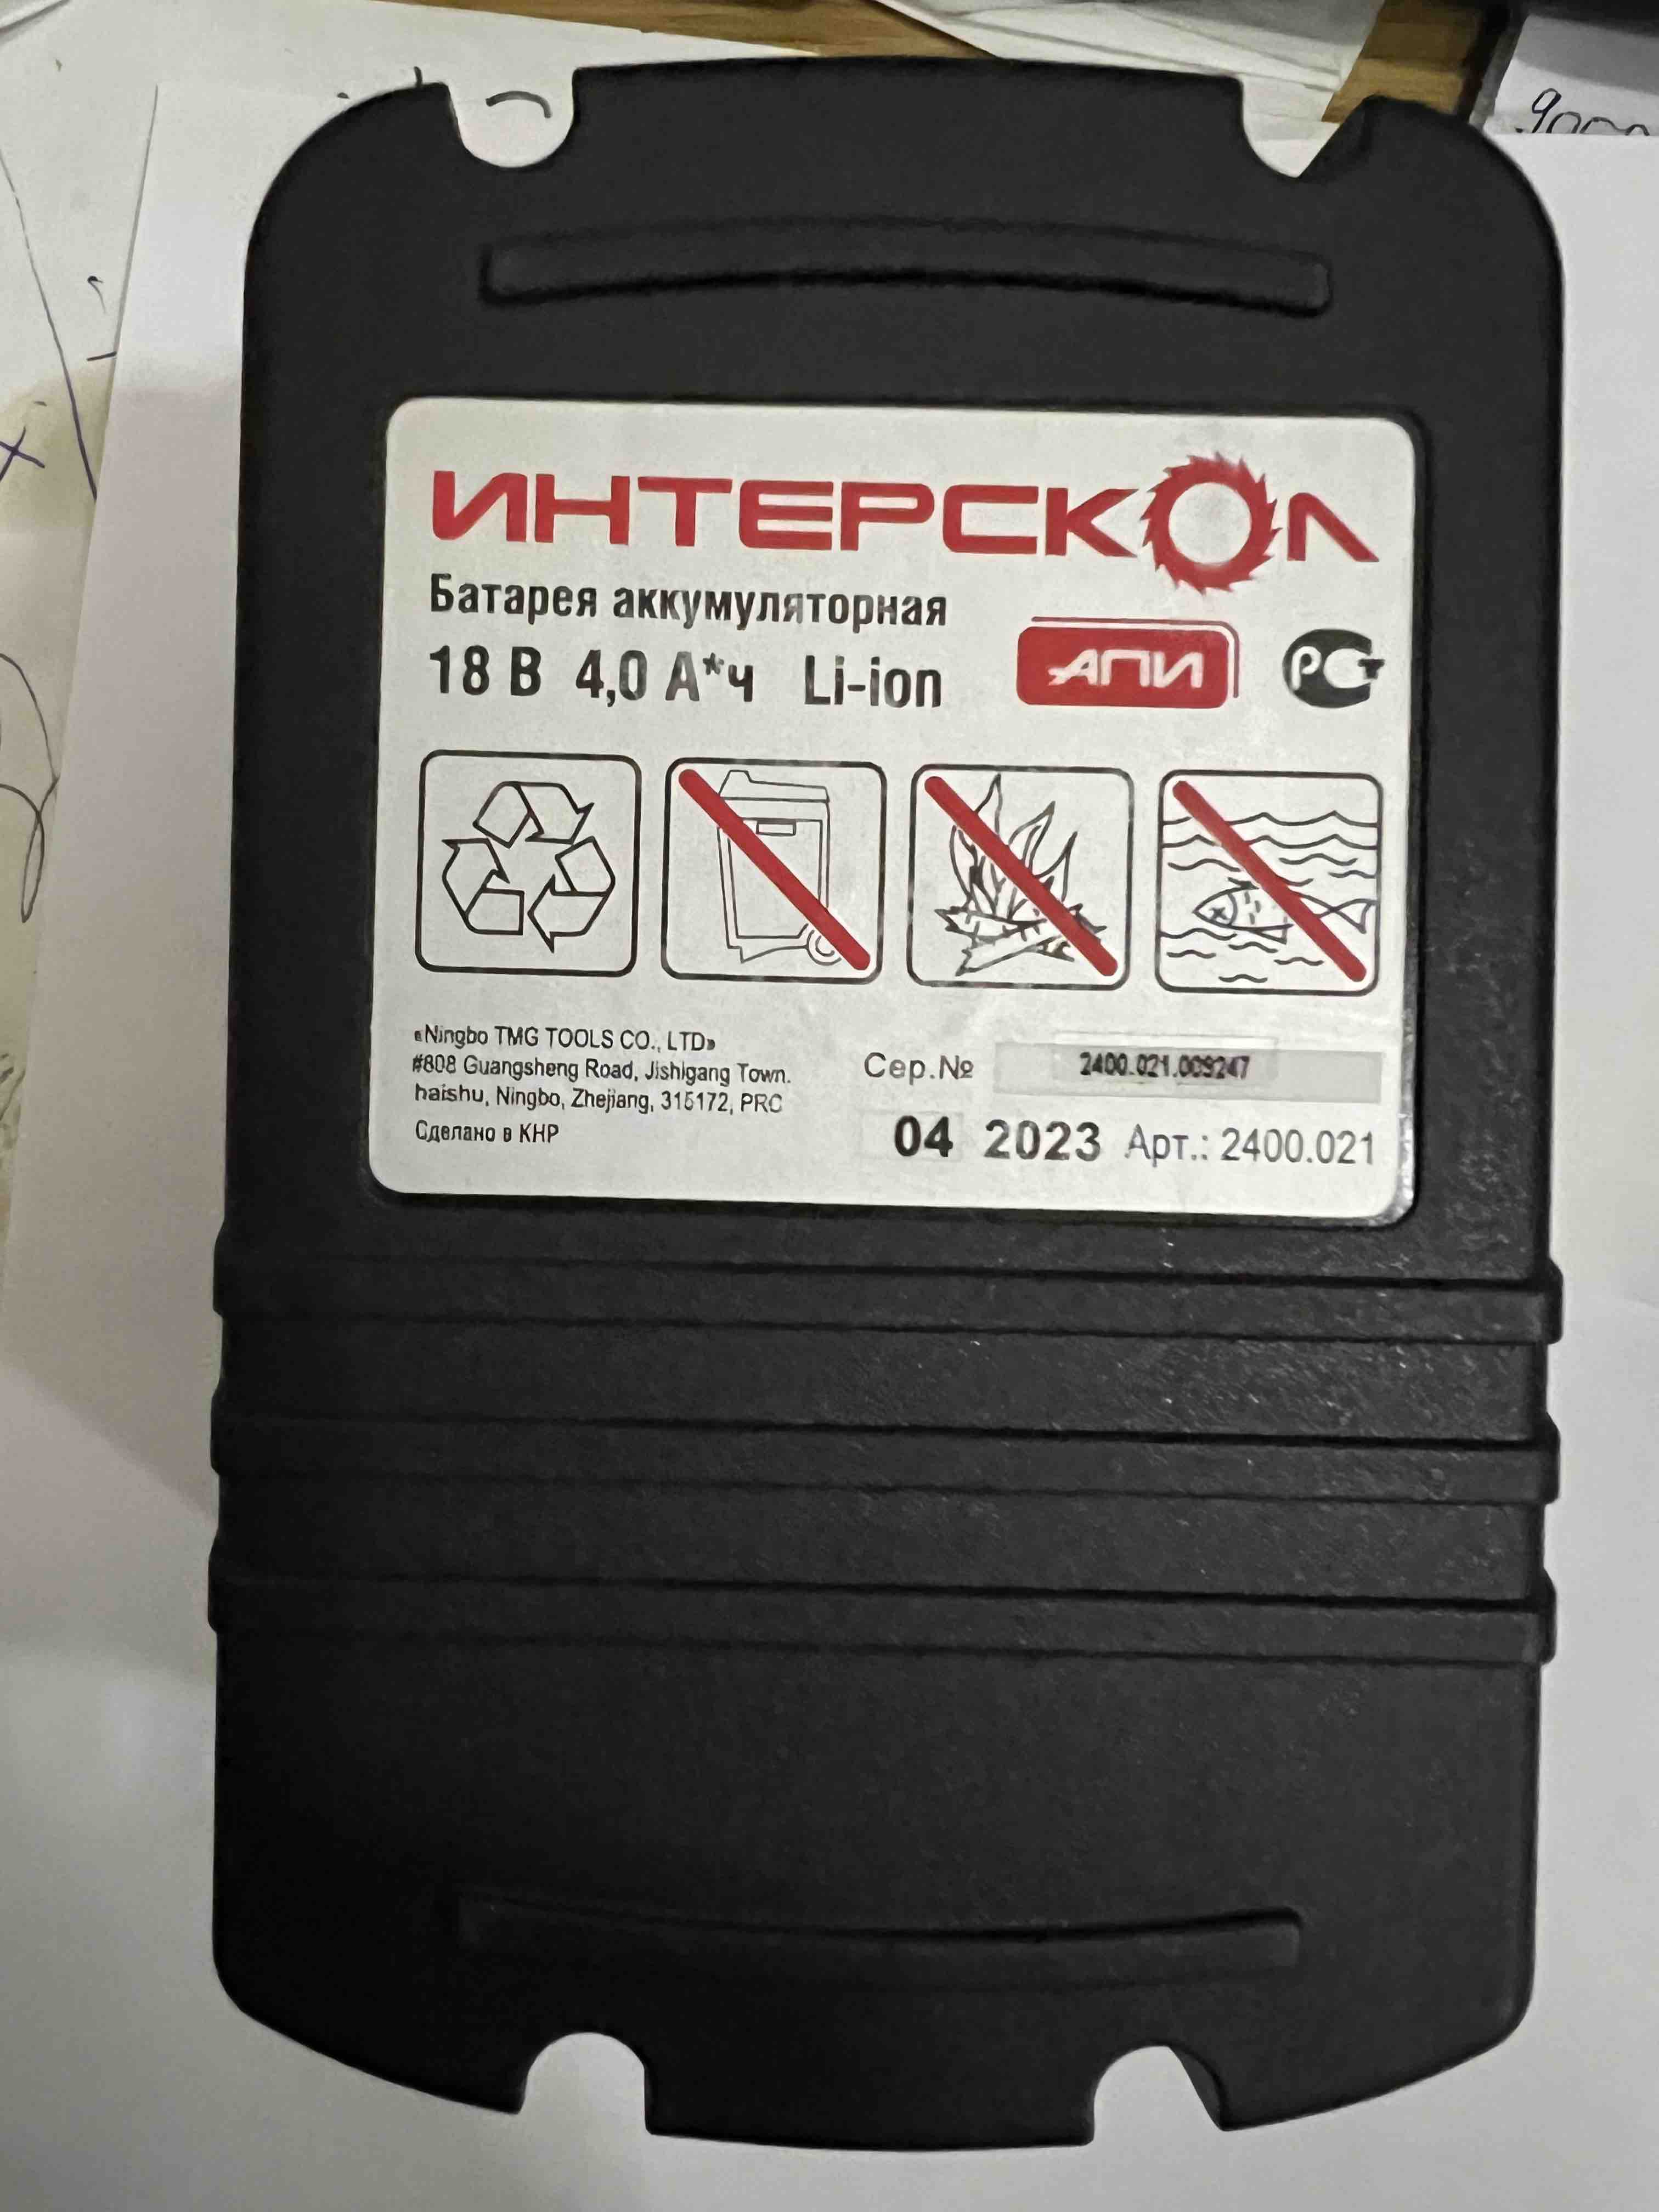 ИНТЕРСКОЛ
Батарея аккумуляторная
18 В 4,0 А*ч Li-ion
АПИ
РСТ
«Ningbo TMG TOOLS CO., LTD»
#808 Guangsheng Road, Jishigang Town.
haishu, Ningbo, Zhejiang, 315172, PRC
Сделано в КНР
Сер.№ 2400.021.009247
04 2023 Арт.: 2400.021